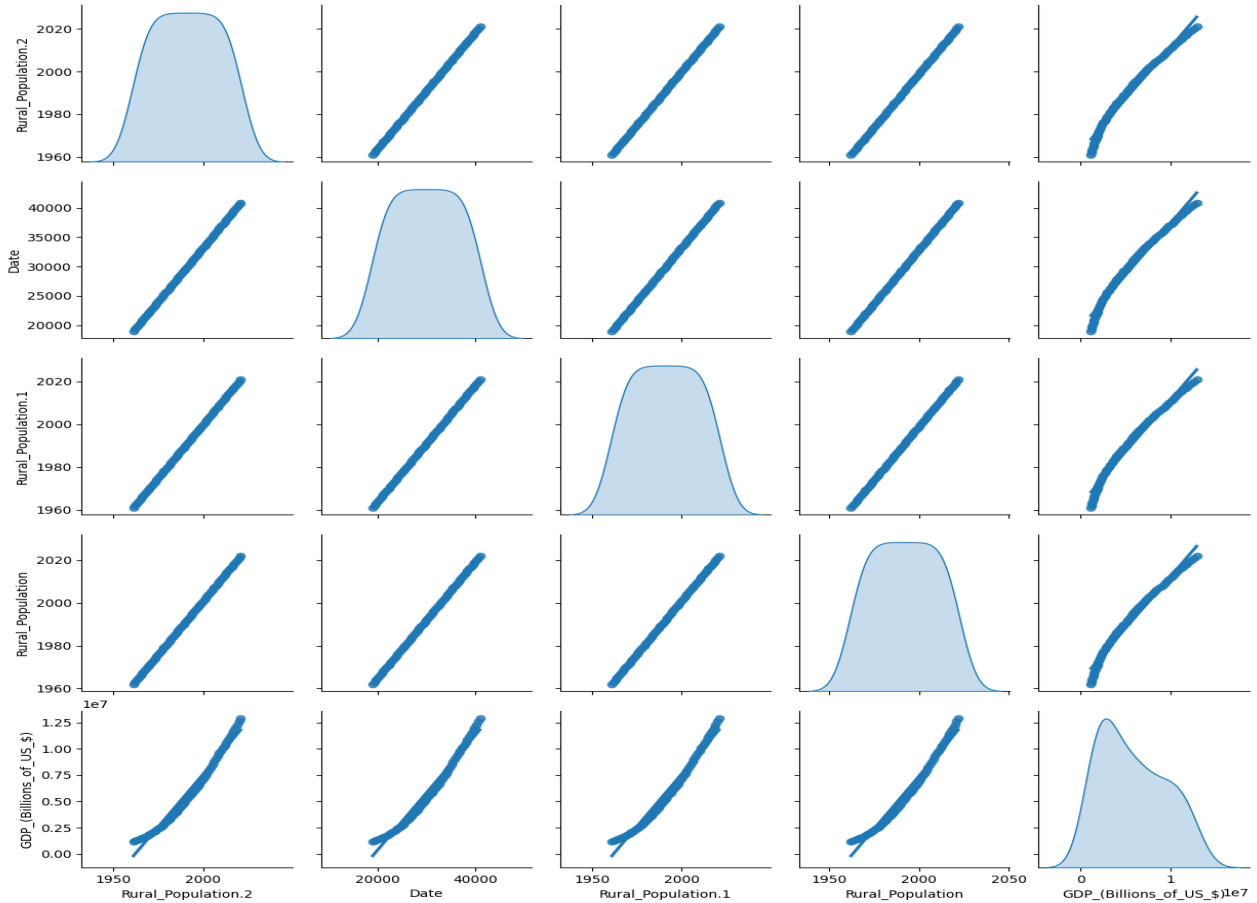 2020
2000
1980
1960
Rural_Population.2
40000
35000
30000
25000
20000
Date
2020
2000
1980
1960
Rural_Population.1
2020
2000
1980
1960
Rural_Population
1e7
1.25
1.00
0.75
0.50
0.25
0.00
GDP_(Billions_of_US_$)
1950 2000
Rural_Population.2
20000 40000
Date
1950 2000
Rural_Population.1
1950 2000 2050
Rural_Population
0 1
GDP_(Billions_of_US_$) 1e7